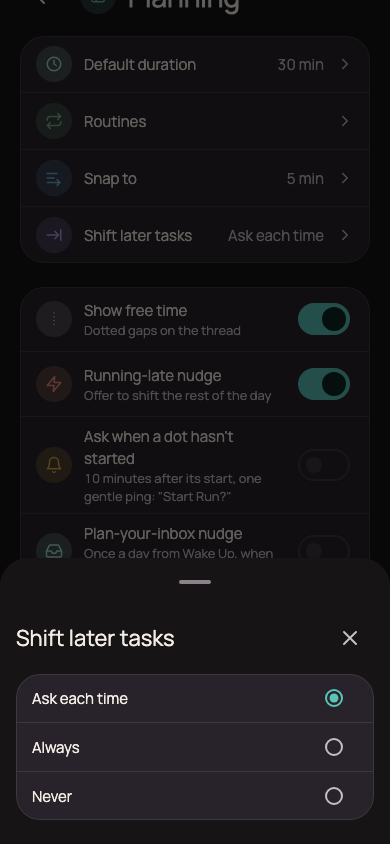 Planning
Default duration 30 min
Routines
Snap to 5 min
Shift later tasks Ask each time
Show free time
Dotted gaps on the thread
Running-late nudge
Offer to shift the rest of the day
Ask when a dot hasn't
started
10 minutes after its start, one
gentle ping: "Start Run?"
Plan-your-inbox nudge
Once a day from Wake Up, when
Shift later tasks
Ask each time
Always
Never